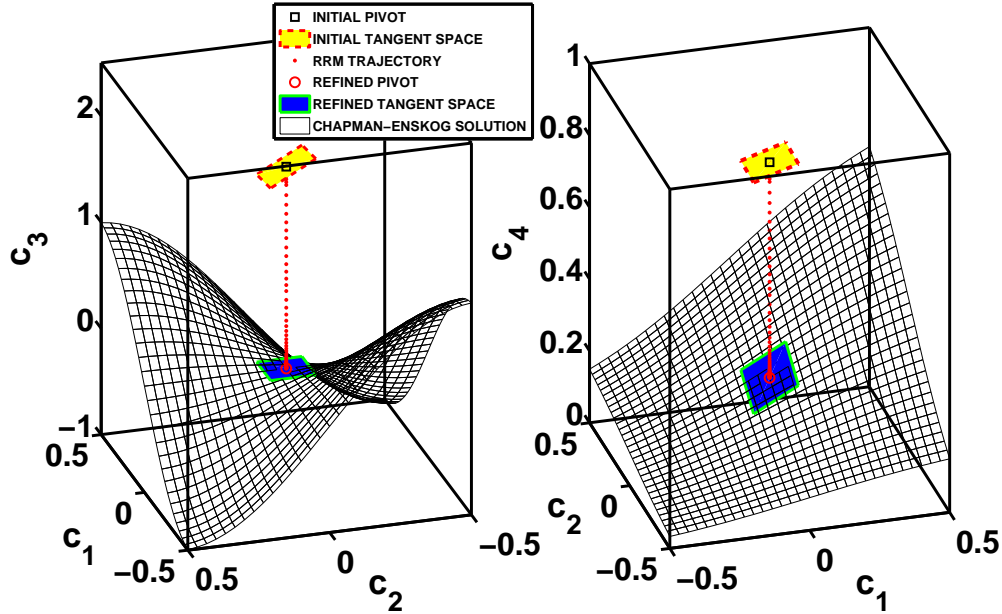 INITIAL PIVOT
INITIAL TANGENT SPACE
RRM TRAJECTORY
REFINED PIVOT
REFINED TANGENT SPACE
CHAPMAN−ENSKOG SOLUTION
2
1
0
−1
c3
0.5
0
−0.5
c1
0.5
0
−0.5
c2
1
0.8
0.6
0.4
0.2
0
c4
0.5
0
−0.5
c2
−0.5
0
0.5
c1